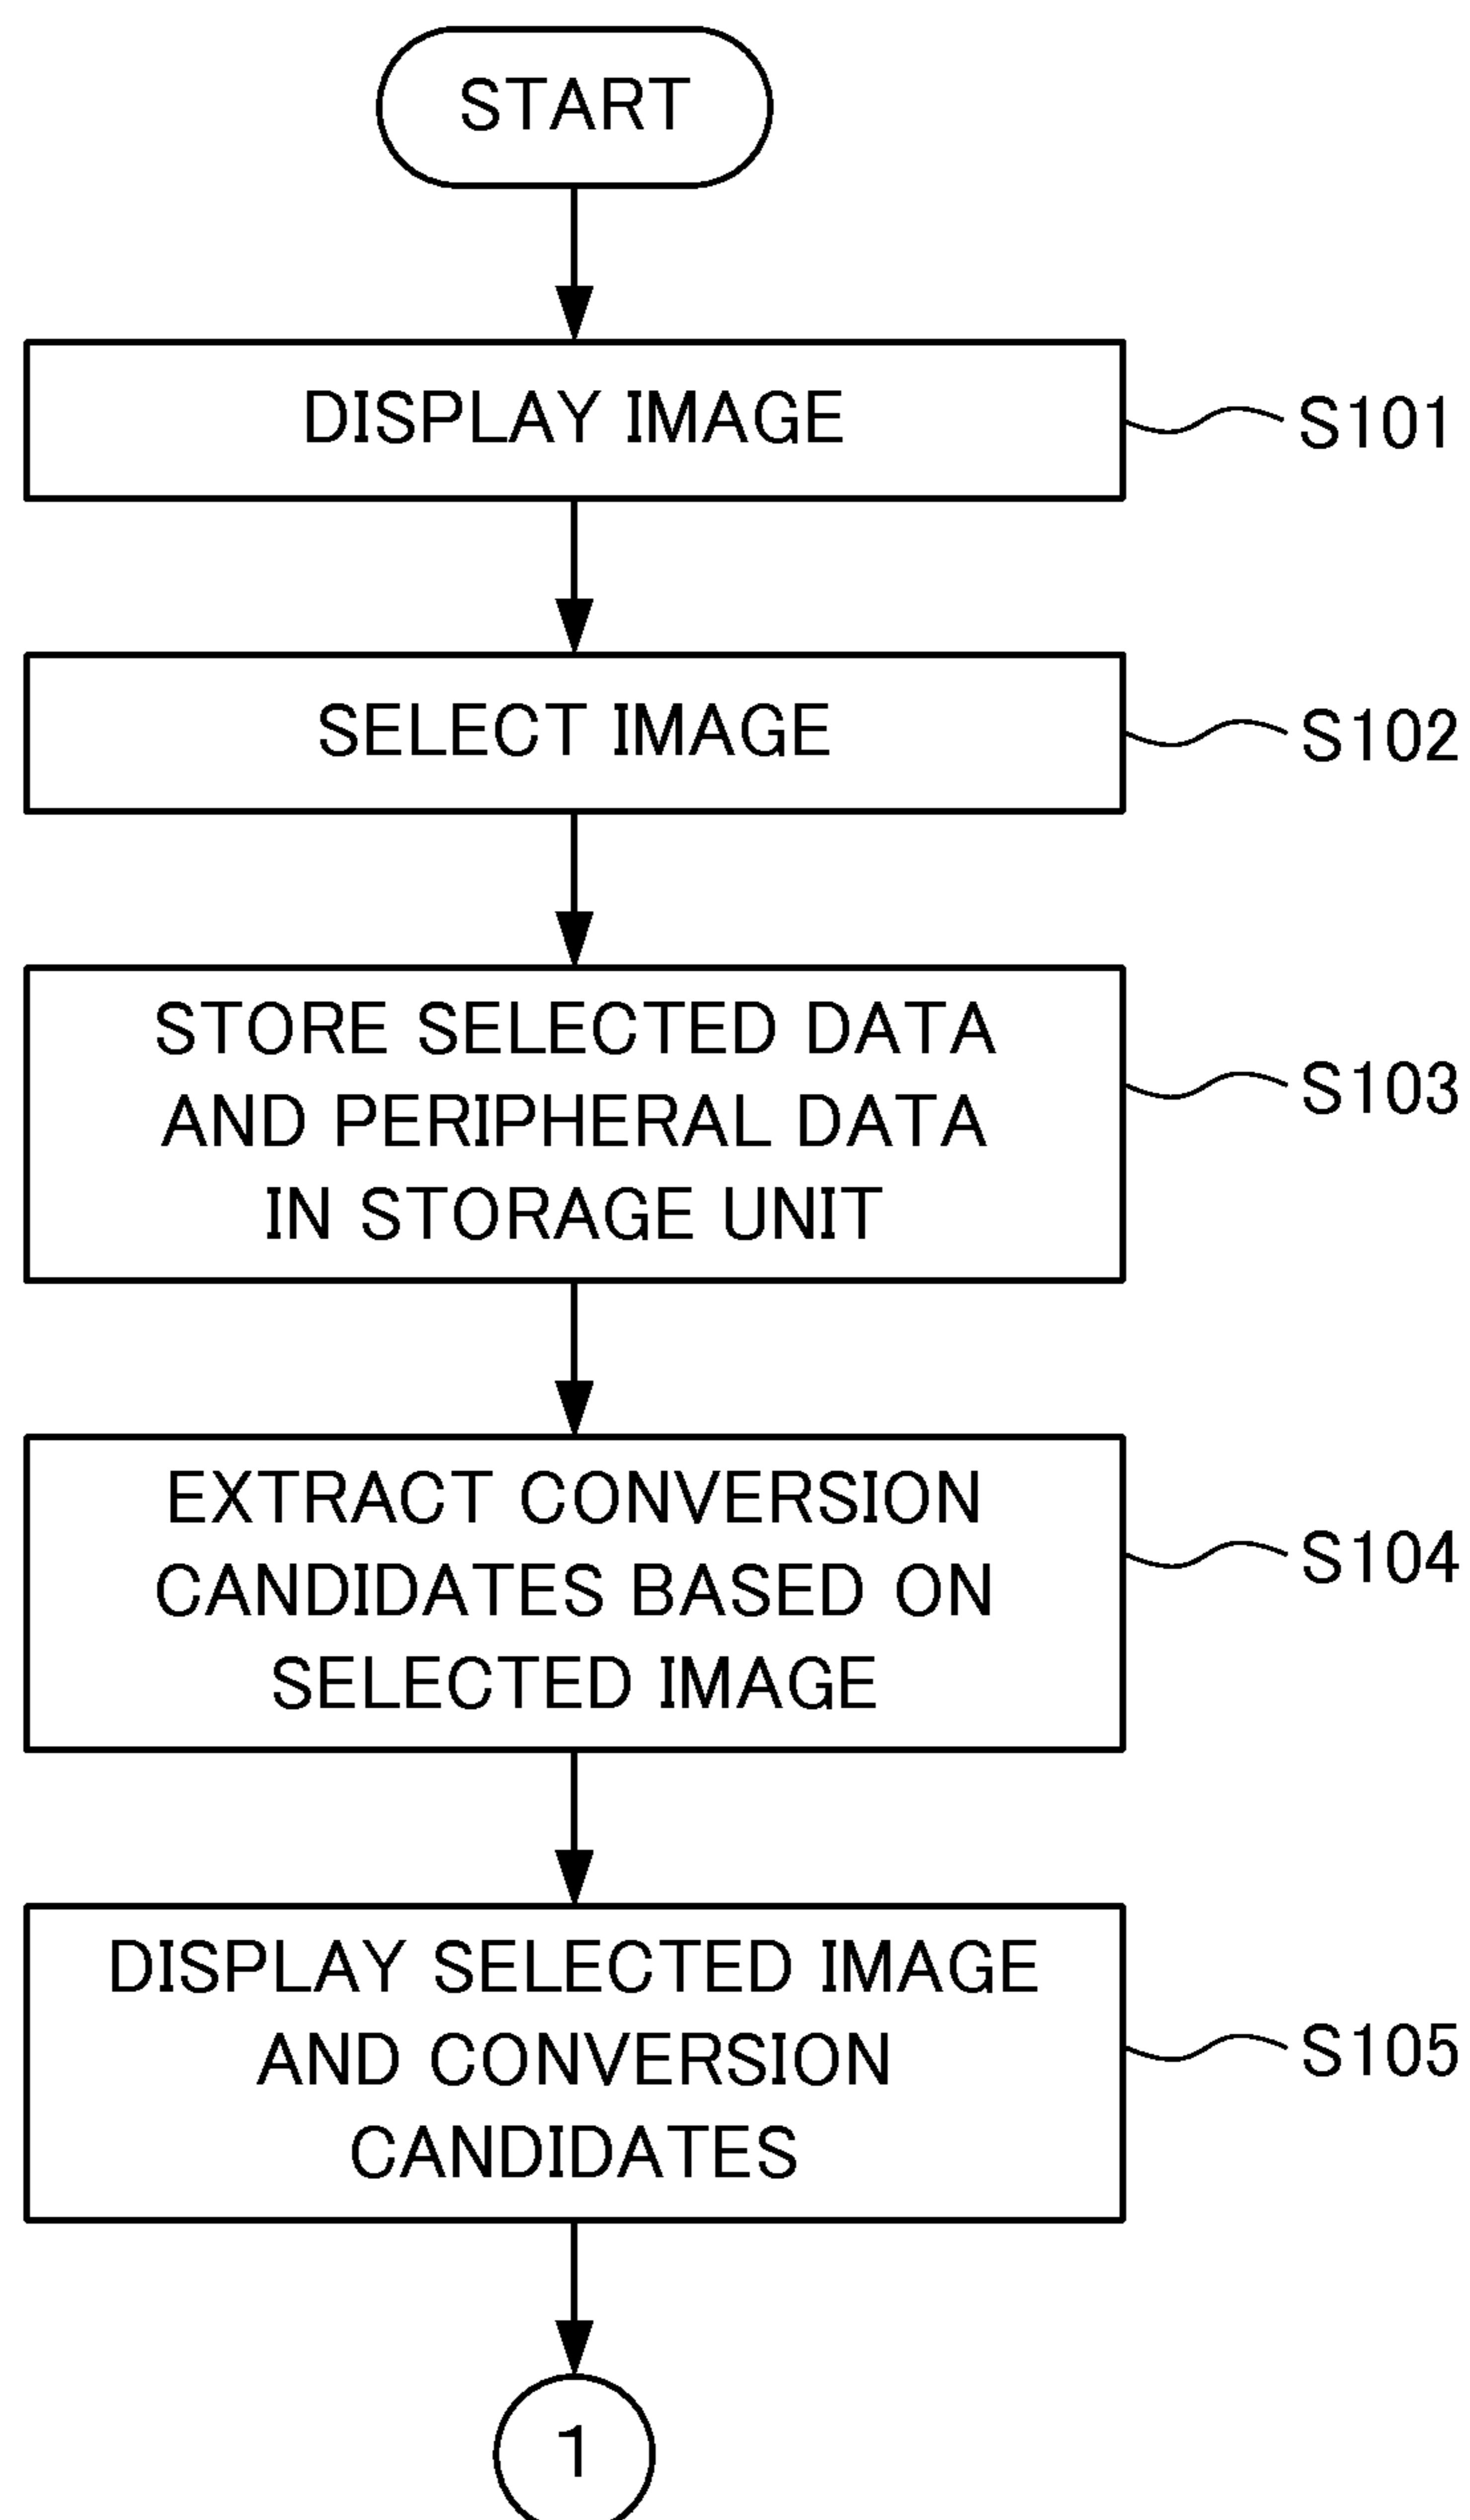 START
DISPLAY IMAGE
S101
SELECT IMAGE
S102
STORE SELECTED DATA
AND PERIPHERAL DATA
IN STORAGE UNIT
S103
EXTRACT CONVERSION
CANDIDATES BASED ON
SELECTED IMAGE
S104
DISPLAY SELECTED IMAGE
AND CONVERSION
CANDIDATES
S105
1